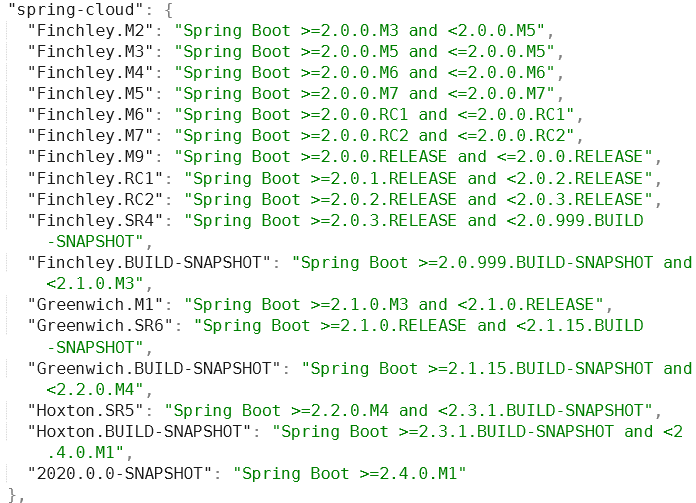 "spring-cloud": {
"Finchley.M2": "Spring Boot >=2.0.0.M3 and <2.0.0.M5",
"Finchley.M3": "Spring Boot >=2.0.0.M5 and <=2.0.0.M5",
"Finchley.M4": "Spring Boot >=2.0.0.M6 and <=2.0.0.M6",
"Finchley.M5": "Spring Boot >=2.0.0.M7 and <=2.0.0.M7",
"Finchley.M6": "Spring Boot >=2.0.0.RC1 and <=2.0.0.RC1",
"Finchley.M7": "Spring Boot >=2.0.0.RC2 and <=2.0.0.RC2",
"Finchley.M9": "Spring Boot >=2.0.0.RELEASE and <=2.0.0.RELEASE",
"Finchley.RC1": "Spring Boot >=2.0.1.RELEASE and <2.0.2.RELEASE",
"Finchley.RC2": "Spring Boot >=2.0.2.RELEASE and <2.0.3.RELEASE",
"Finchley.SR4": "Spring Boot >=2.0.3.RELEASE and <2.0.999.BUILD
-SNAPSHOT",
"Finchley.BUILD-SNAPSHOT": "Spring Boot >=2.0.999.BUILD-SNAPSHOT and
<2.1.0.M3",
"Greenwich.M1": "Spring Boot >=2.1.0.M3 and <2.1.0.RELEASE",
"Greenwich.SR6": "Spring Boot >=2.1.0.RELEASE and <2.1.15.BUILD
-SNAPSHOT",
"Greenwich.BUILD-SNAPSHOT": "Spring Boot >=2.1.15.BUILD-SNAPSHOT and
<2.2.0.M4",
"Hoxton.SR5": "Spring Boot >=2.2.0.M4 and <2.3.1.BUILD-SNAPSHOT",
"Hoxton.BUILD-SNAPSHOT": "Spring Boot >=2.3.1.BUILD-SNAPSHOT and <2
.4.0.M1",
"2020.0.0-SNAPSHOT": "Spring Boot >=2.4.0.M1"
},